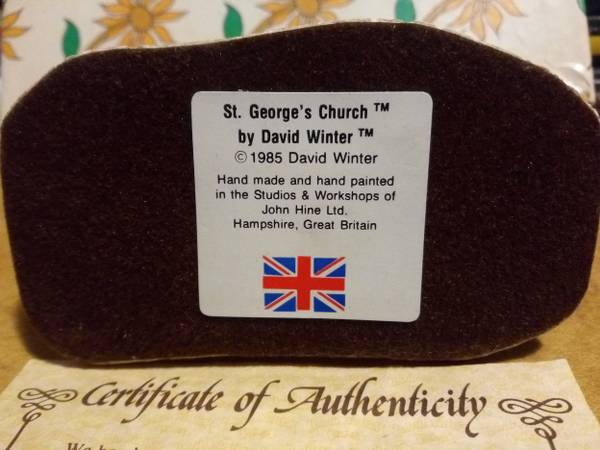 St. George's Church ™
by David Winter ™
© 1985 David Winter
Hand made and hand painted
in the Studios & Workshops of
John Hine Ltd.
Hampshire, Great Britain
Certificate of Authenticity
We